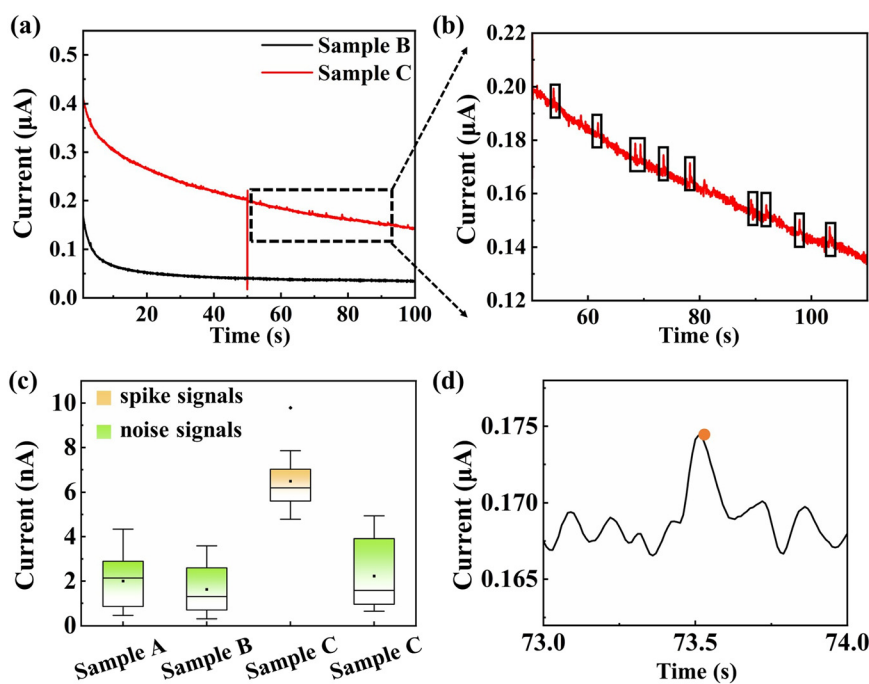 (a)
Sample B
Sample C
Current (μA)
0.5
0.4
0.3
0.2
0.1
0.0
20
40
60
80
100
Time (s)
(b)
Current (μA)
0.22
0.20
0.18
0.16
0.14
0.12
60
80
100
Time (s)
(c)
spike signals
noise signals
Current (nA)
10
8
6
4
2
0
Sample A
Sample B
Sample C
Sample C
(d)
Current (μA)
0.175
0.170
0.165
73.0
73.5
74.0
Time (s)